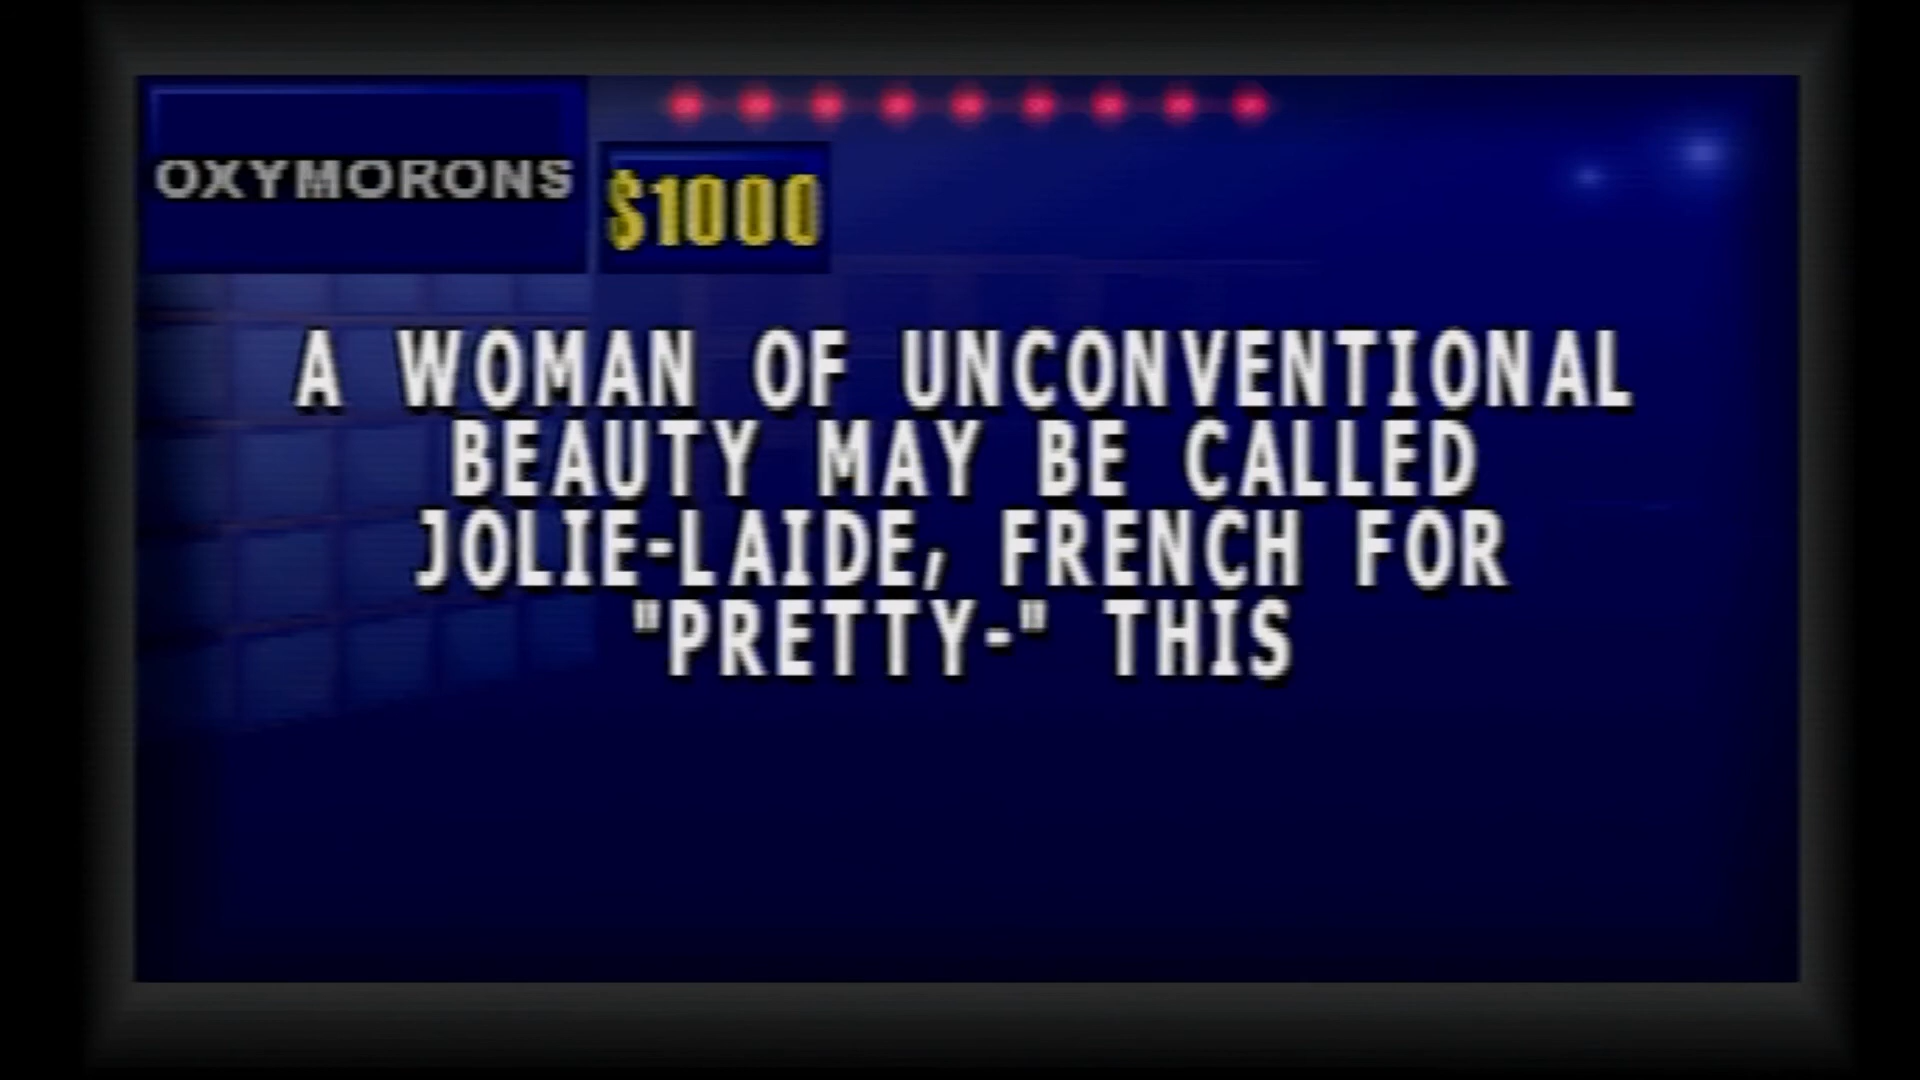 OXYMORONS
$1000
A WOMAN OF UNCONVENTIONAL
BEAUTY MAY BE CALLED
JOLIE-LAIDE, FRENCH FOR
"PRETTY-" THIS